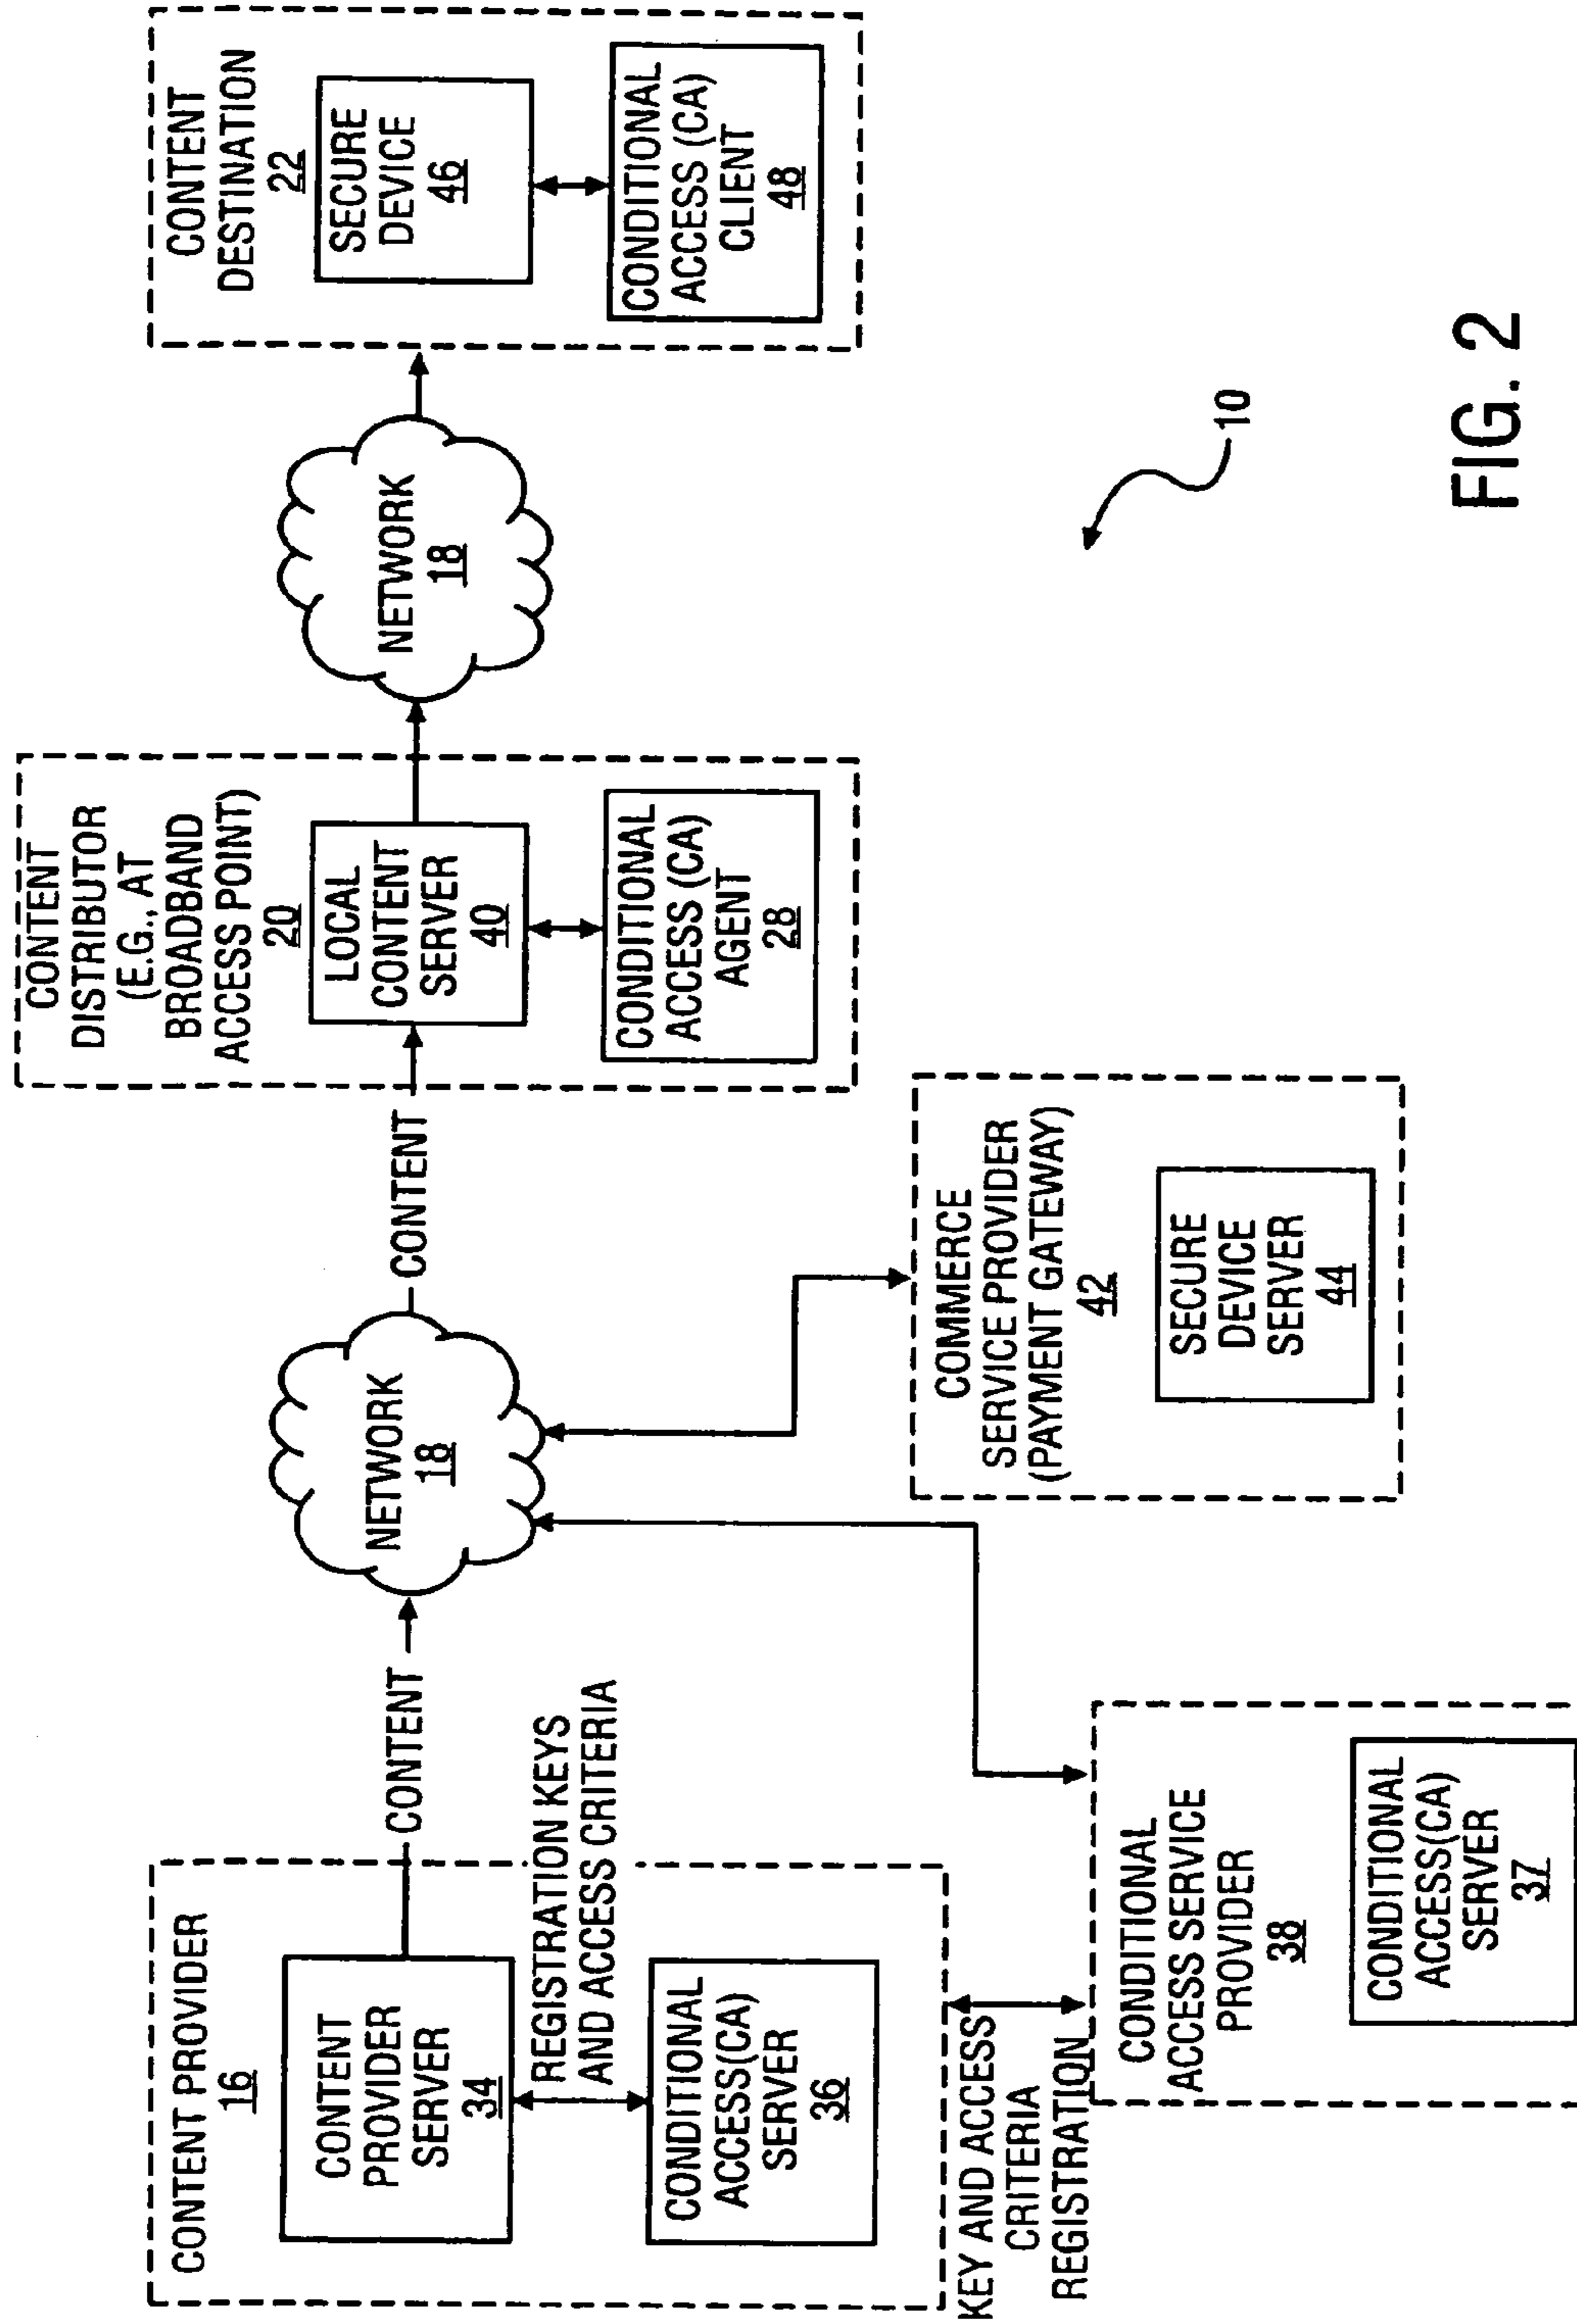 CONTENT PROVIDER
16
CONTENT
PROVIDER
SERVER
34
REGISTRATION KEYS
AND ACCESS CRITERIA
CONDITIONAL
ACCESS(CA)
SERVER
36
KEY AND ACCESS
CRITERIA
REGISTRATION
CONDITIONAL
ACCESS SERVICE
PROVIDER
38
CONDITIONAL
ACCESS(CA)
SERVER
37
CONTENT
NETWORK
18
CONTENT
COMMERCE
SERVICE PROVIDER
(PAYMENT GATEWAY)
42
SECURE
DEVICE
SERVER
44
CONTENT
DISTRIBUTOR
(E.G., AT
BROADBAND
ACCESS POINT)
20
LOCAL
CONTENT
SERVER
40
CONDITIONAL
ACCESS (CA)
AGENT
28
NETWORK
18
CONTENT
DESTINATION
22
SECURE
DEVICE
46
CONDITIONAL
ACCESS (CA)
CLIENT
48
10
FIG. 2